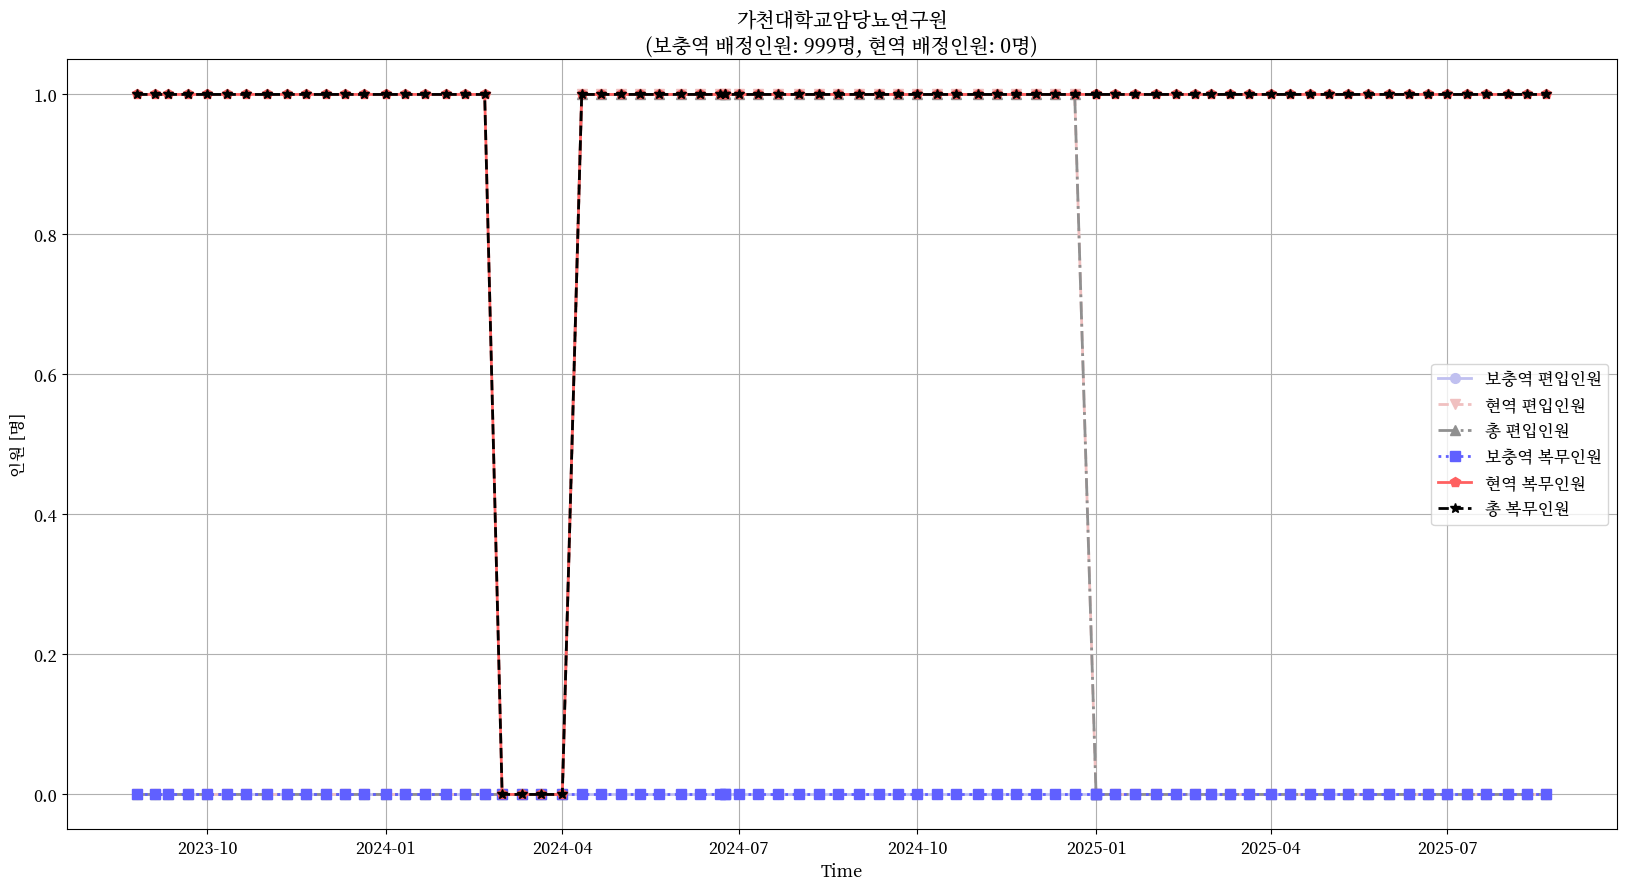 가천대학교암당뇨연구원
(보충역 배정인원: 999명, 현역 배정인원: 0명)
1.0
0.8
0.6
0.4
0.2
0.0
인원 [명]
보충역 편입인원
현역 편입인원
총 편입인원
보충역 복무인원
현역 복무인원
총 복무인원
2023-10
2024-01
2024-04
2024-07
2024-10
2025-01
2025-04
2025-07
Time